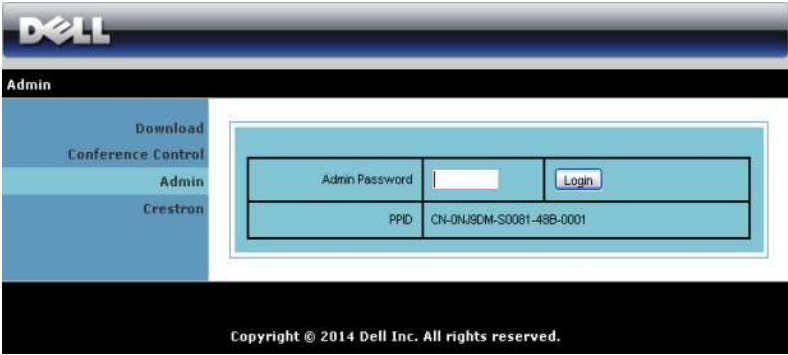 DELL
Admin
Download
Conference Control
Admin
Crestron
Admin Password
Login
PPID
CN-0NJ9DM-S0081-48B-0001
Copyright © 2014 Dell Inc. All rights reserved.